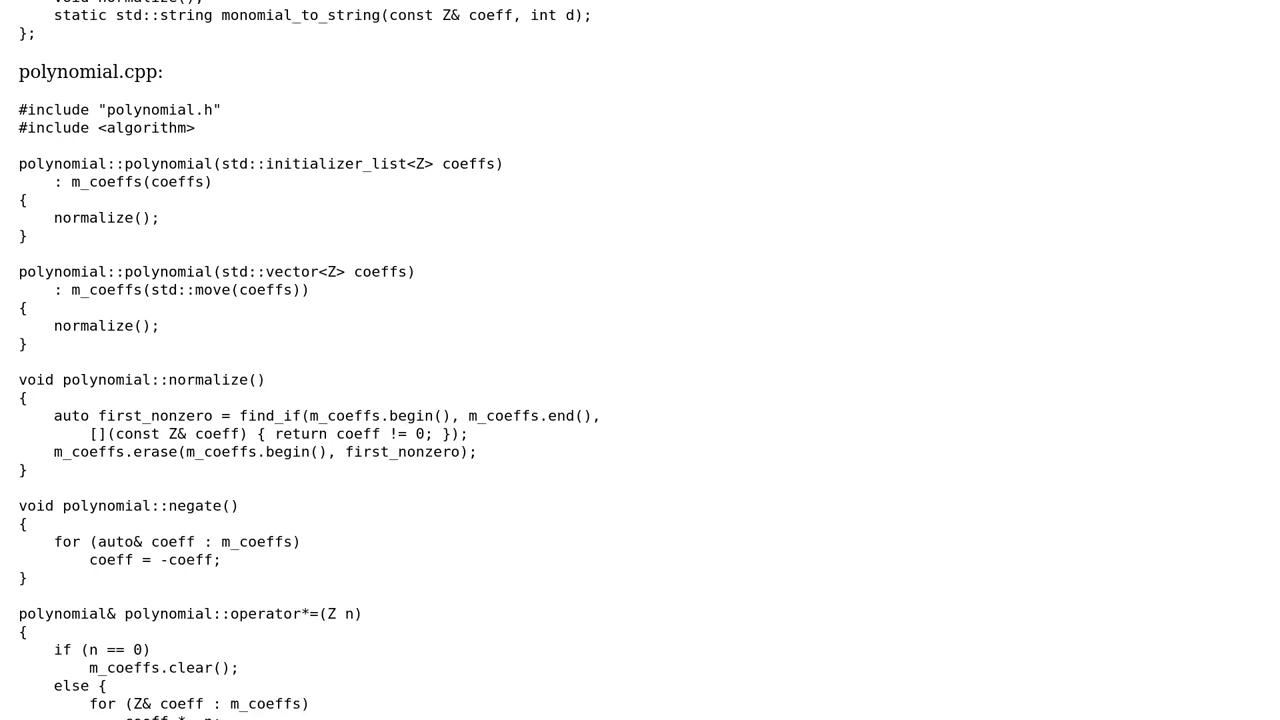 void normalize();
static std::string monomial_to_string(const Z& coeff, int d);
};
polynomial.cpp:
#include "polynomial.h"
#include <algorithm>
polynomial::polynomial(std::initializer_list<Z> coeffs)
: m_coeffs(coeffs)
{
normalize();
}
polynomial::polynomial(std::vector<Z> coeffs)
: m_coeffs(std::move(coeffs))
{
normalize();
}
void polynomial::normalize()
{
auto first_nonzero = find_if(m_coeffs.begin(), m_coeffs.end(),
[](const Z& coeff) { return coeff != 0; });
m_coeffs.erase(m_coeffs.begin(), first_nonzero);
}
void polynomial::negate()
{
for (auto& coeff : m_coeffs)
coeff = -coeff;
}
polynomial& polynomial::operator*=(Z n)
{
if (n == 0)
m_coeffs.clear();
else {
for (Z& coeff : m_coeffs)